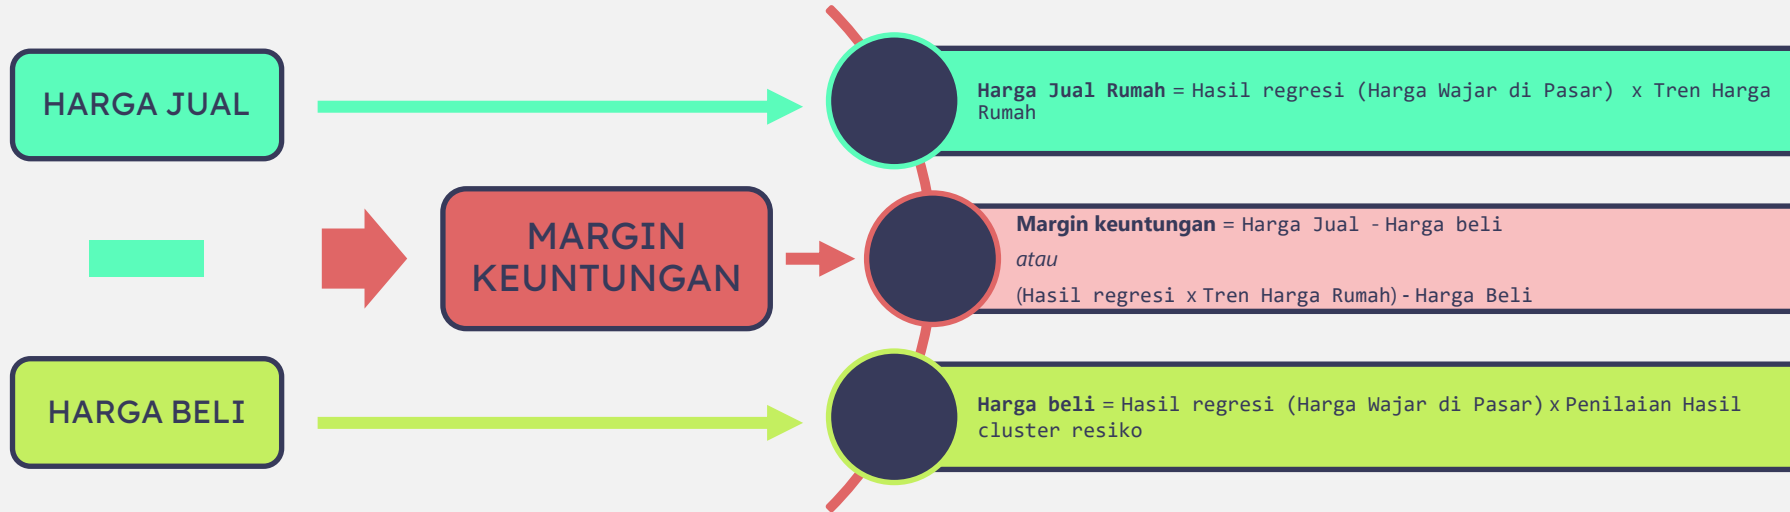 HARGA JUAL
Harga Jual Rumah = Hasil regresi (Harga Wajar di Pasar) x Tren Harga
Rumah
MARGIN
KEUNTUNGAN
Margin keuntungan = Harga Jual - Harga beli
atau
(Hasil regresi x Tren Harga Rumah) - Harga Beli
HARGA BELI
Harga beli = Hasil regresi (Harga Wajar di Pasar) x Penilaian Hasil
cluster resiko